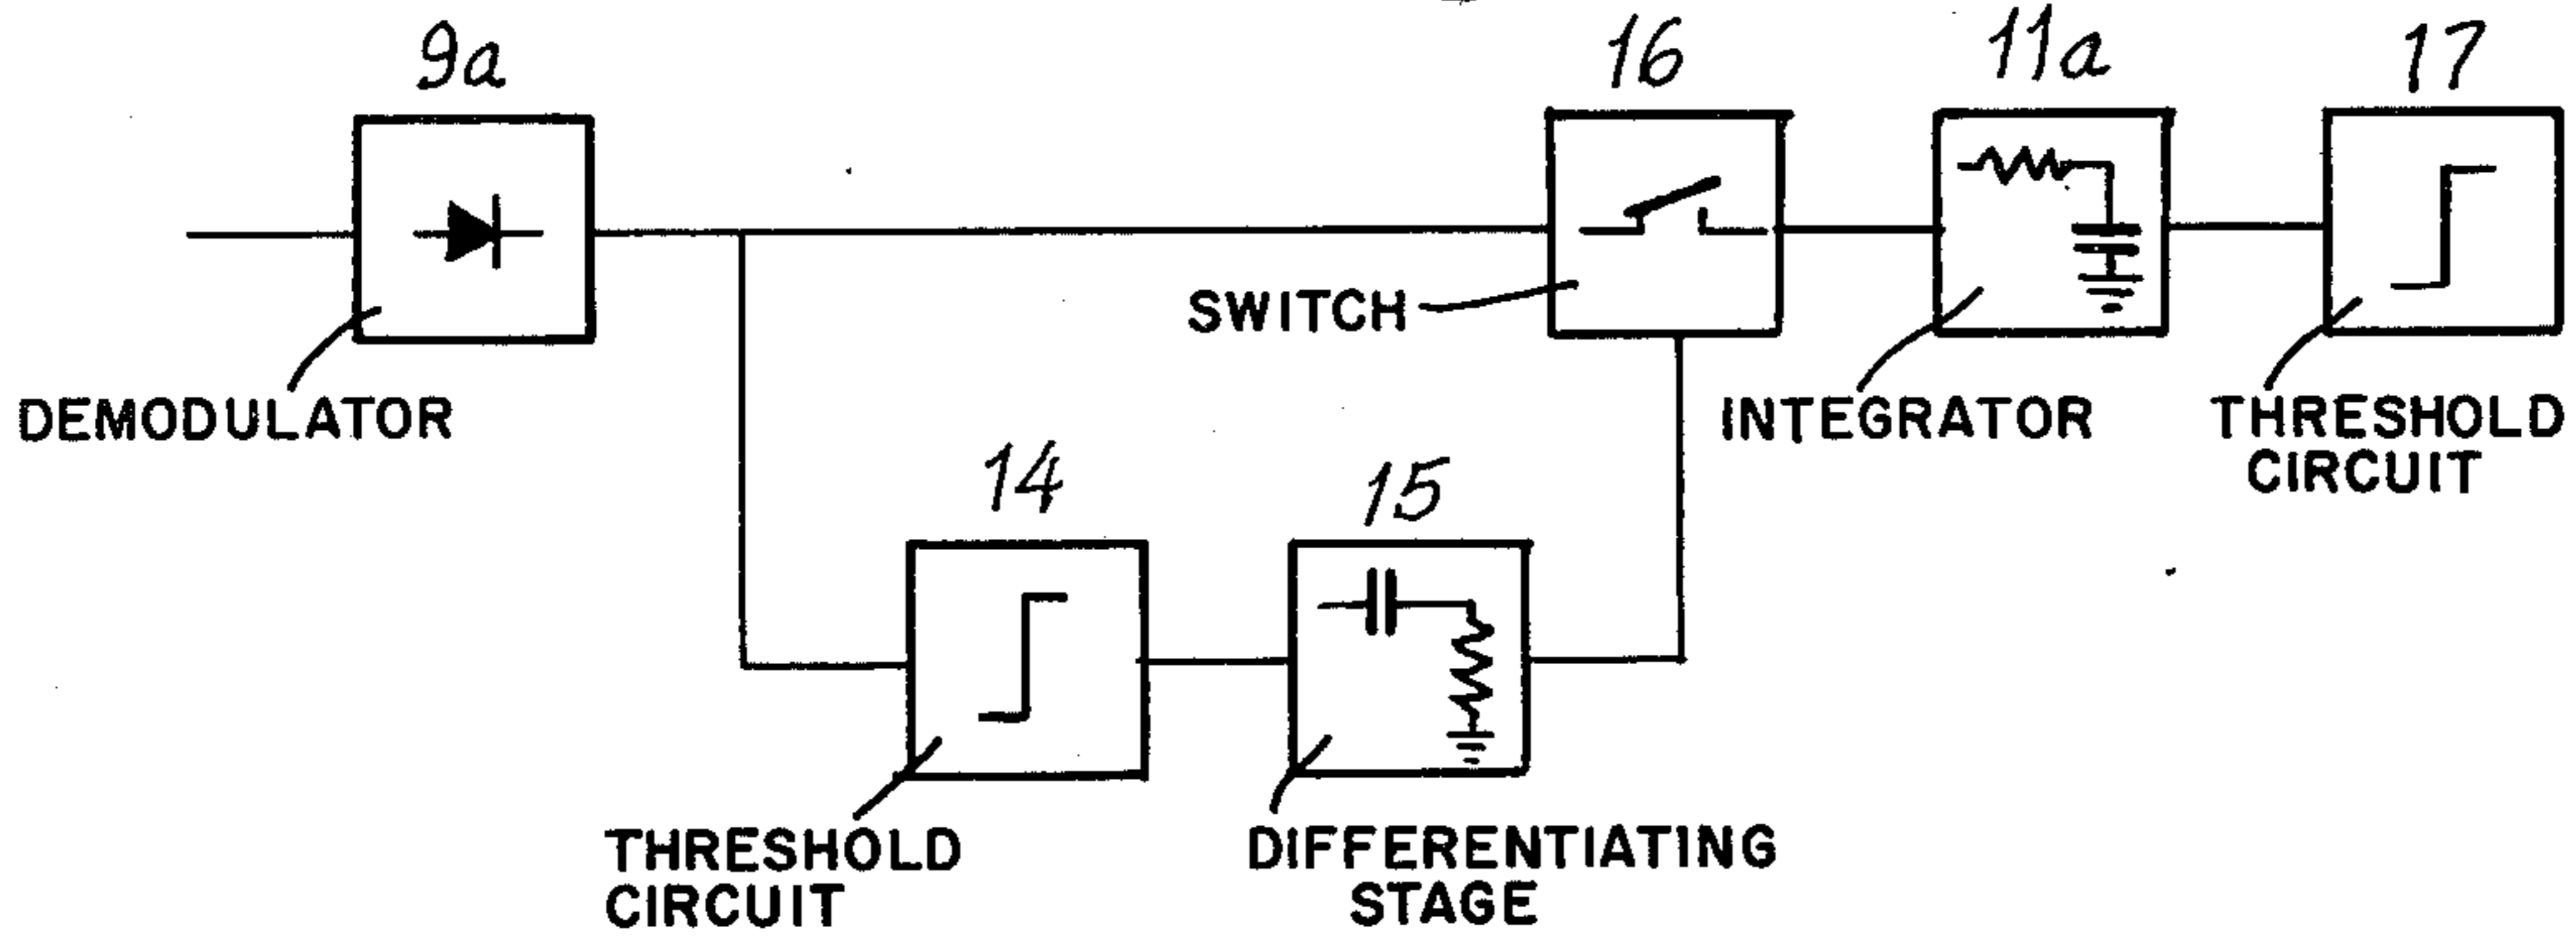 9a
16
11a
17
SWITCH
DEMODULATOR
INTEGRATOR
THRESHOLD
CIRCUIT
14
15
THRESHOLD
CIRCUIT
DIFFERENTIATING
STAGE